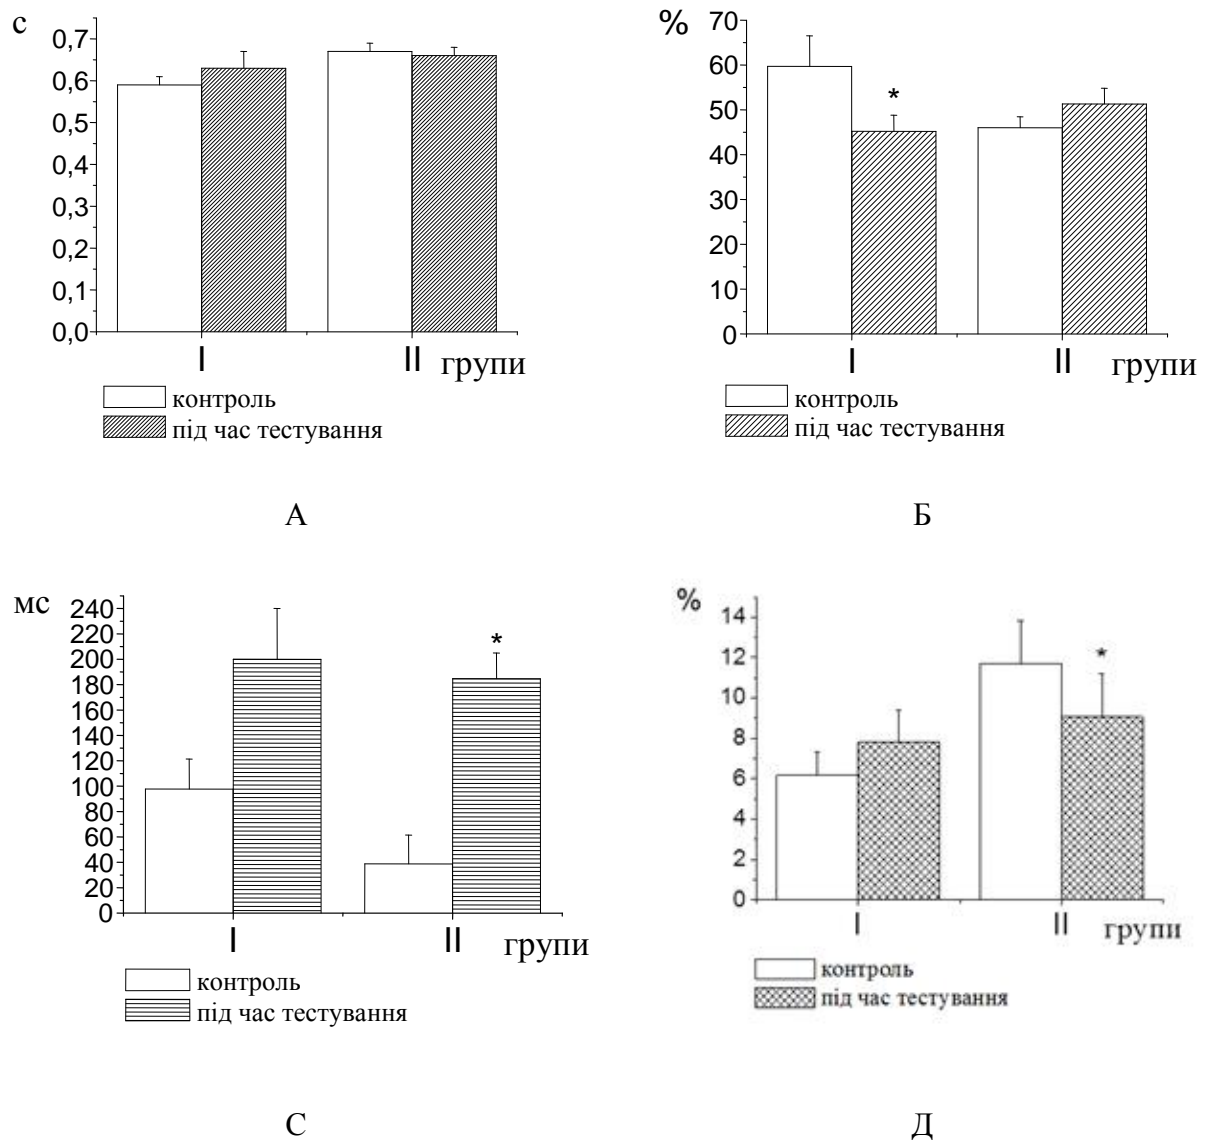 с
0,7
0,6
0,5
0,4
0,3
0,2
0,1
0,0
I II групи
контроль
під час тестування
А
%
70
60
50
40
30
20
10
0
*
I II групи
контроль
під час тестування
Б
мс
240
220
200
180
160
140
120
100
80
60
40
20
0
*
I II групи
контроль
під час тестування
С
%
14
12
10
8
6
4
2
0
*
I II групи
контроль
під час тестування
Д